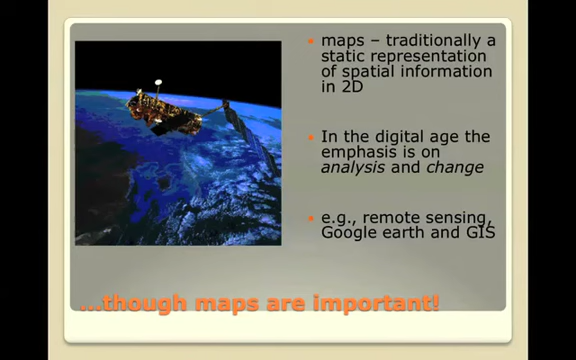 maps – traditionally a
static representation
of spatial information
in 2D
In the digital age the
emphasis is on
analysis and change
e.g., remote sensing,
Google earth and GIS
...though maps are important!